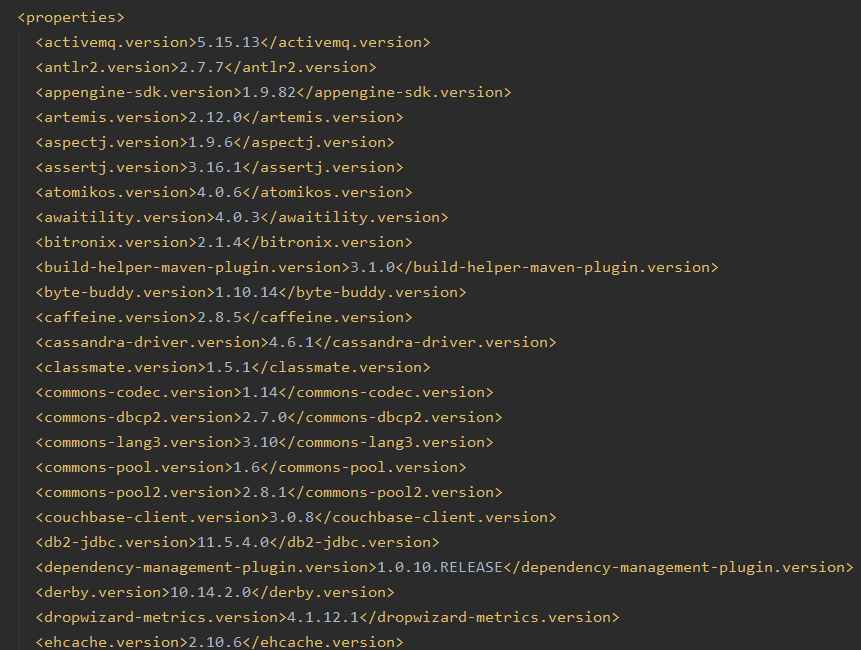 <properties>
<activemq.version>5.15.13</activemq.version>
<antlr2.version>2.7.7</antlr2.version>
<appengine-sdk.version>1.9.82</appengine-sdk.version>
<artemis.version>2.12.0</artemis.version>
<aspectj.version>1.9.6</aspectj.version>
<assertj.version>3.16.1</assertj.version>
<atomikos.version>4.0.6</atomikos.version>
<awaitility.version>4.0.3</awaitility.version>
<bitronix.version>2.1.4</bitronix.version>
<build-helper-maven-plugin.version>3.1.0</build-helper-maven-plugin.version>
<byte-buddy.version>1.10.14</byte-buddy.version>
<caffeine.version>2.8.5</caffeine.version>
<cassandra-driver.version>4.6.1</cassandra-driver.version>
<classmate.version>1.5.1</classmate.version>
<commons-codec.version>1.14</commons-codec.version>
<commons-dbcp2.version>2.7.0</commons-dbcp2.version>
<commons-lang3.version>3.10</commons-lang3.version>
<commons-pool.version>1.6</commons-pool.version>
<commons-pool2.version>2.8.1</commons-pool2.version>
<couchbase-client.version>3.0.8</couchbase-client.version>
<db2-jdbc.version>11.5.4.0</db2-jdbc.version>
<dependency-management-plugin.version>1.0.10.RELEASE</dependency-management-plugin.version>
<derby.version>10.14.2.0</derby.version>
<dropwizard-metrics.version>4.1.12.1</dropwizard-metrics.version>
<ehcache.version>2.10.6</ehcache.version>